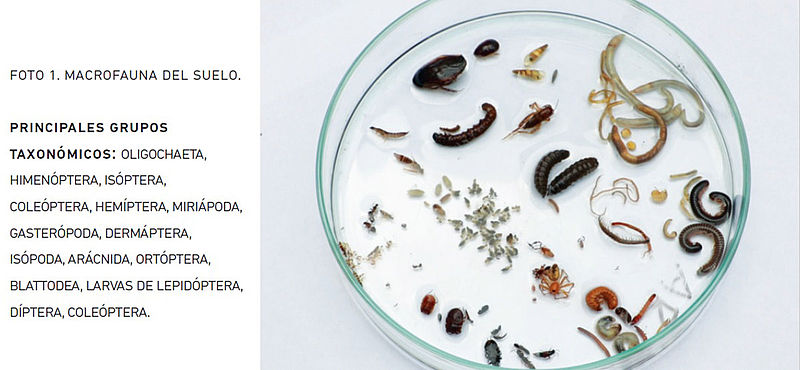 FOTO 1. MACROFAUNA DEL SUELO.
PRINCIPALES GRUPOS
TAXONÓMICOS: OLIGOCHAETA,
HIMENÓPTERA, ISÓPTERA,
COLEÓPTERA, HEMÍPTERA, MIRIÁPODA,
GASTERÓPODA, DERMÁPTERA,
ISÓPODA, ARÁCNIDA, ORTÓPTERA,
BLATTODEA, LARVAS DE LEPIDÓPTERA,
DÍPTERA, COLEÓPTERA.